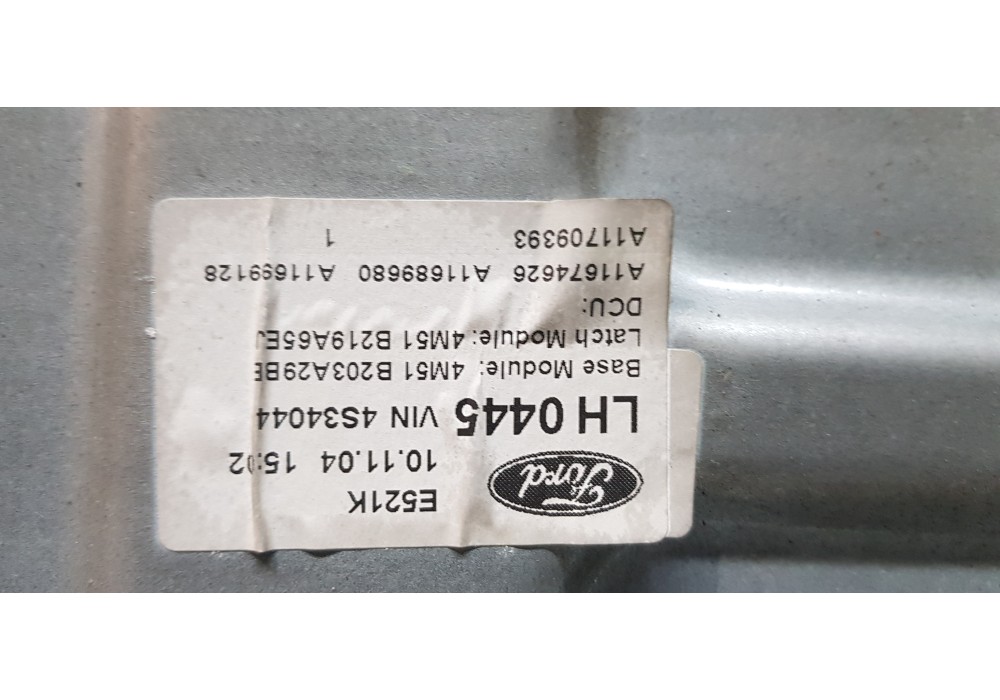 Ford
E521K
10.11.04 15:02
LH 0445 VIN 4S34044
Base Module: 4M51 B203A29BE
Latch Module: 4M51 B219A65EJ
DCU:
A11674626 A11689680 A11699128
A11709393 1